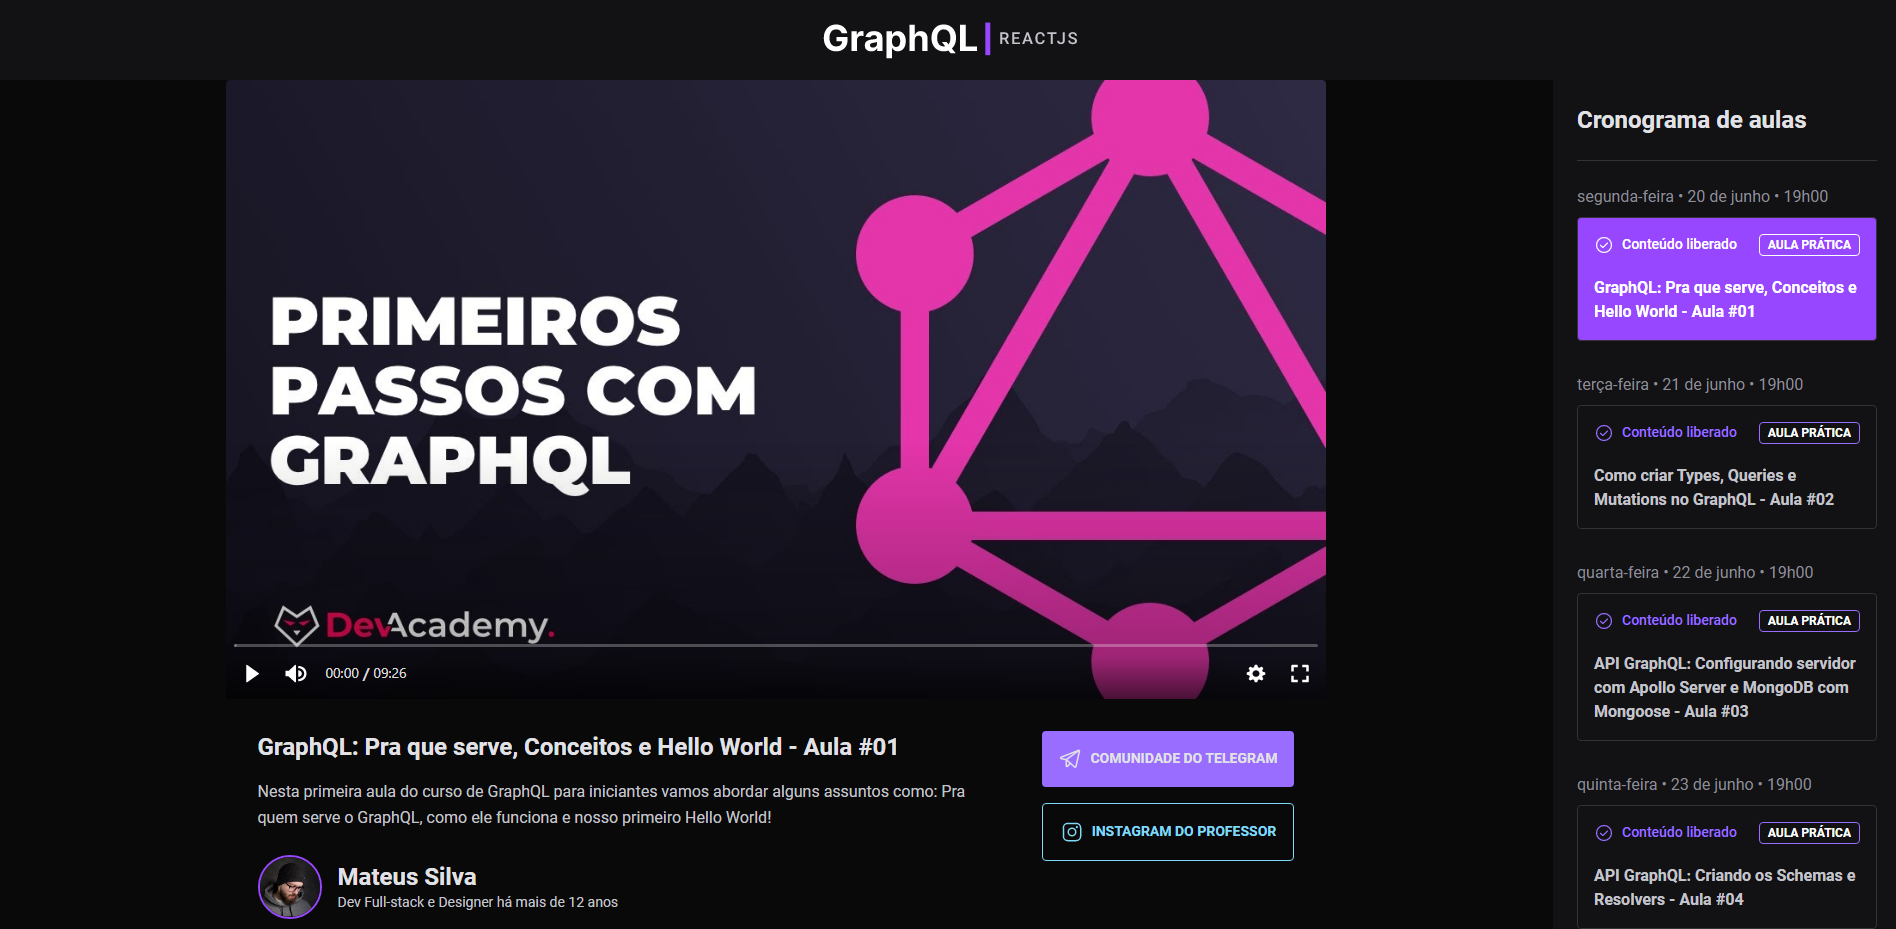 GraphQL REACTJS
PRIMEIROS
PASSOS COM
GRAPHQL
DevAcademy.
00:00 / 09:26
GraphQL: Pra que serve, Conceitos e Hello World - Aula #01
Nesta primeira aula do curso de GraphQL para iniciantes vamos abordar alguns assuntos como: Pra
quem serve o GraphQL, como ele funciona e nosso primeiro Hello World!
Mateus Silva
Dev Full-stack e Designer há mais de 12 anos
COMUNIDADE DO TELEGRAM
INSTAGRAM DO PROFESSOR
Cronograma de aulas
segunda-feira • 20 de junho • 19h00
Conteúdo liberado AULA PRÁTICA
GraphQL: Pra que serve, Conceitos e
Hello World - Aula #01
terça-feira • 21 de junho • 19h00
Conteúdo liberado AULA PRÁTICA
Como criar Types, Queries e
Mutations no GraphQL - Aula #02
quarta-feira • 22 de junho • 19h00
Conteúdo liberado AULA PRÁTICA
API GraphQL: Configurando servidor
com Apollo Server e MongoDB com
Mongoose - Aula #03
quinta-feira • 23 de junho • 19h00
Conteúdo liberado AULA PRÁTICA
API GraphQL: Criando os Schemas e
Resolvers - Aula #04